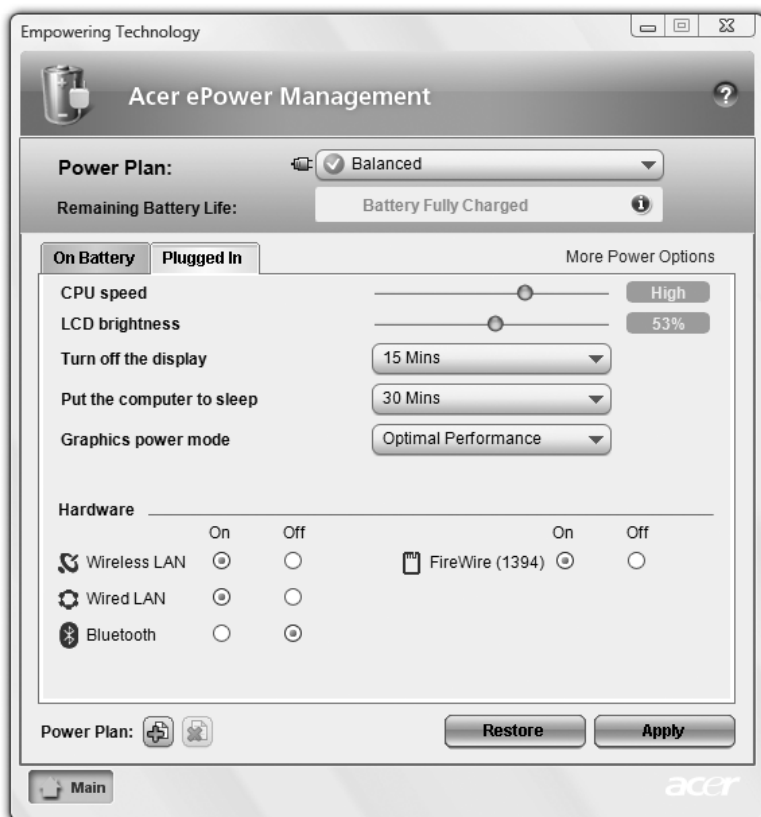 Empowering Technology
Acer ePower Management
?
Power Plan: Balanced
Remaining Battery Life: Battery Fully Charged i
On Battery Plugged In More Power Options
CPU speed High
LCD brightness 53%
Turn off the display 15 Mins
Put the computer to sleep 30 Mins
Graphics power mode Optimal Performance
Hardware
On Off On Off
Wireless LAN FireWire (1394)
Wired LAN
Bluetooth
Power Plan: Restore Apply
Main acer